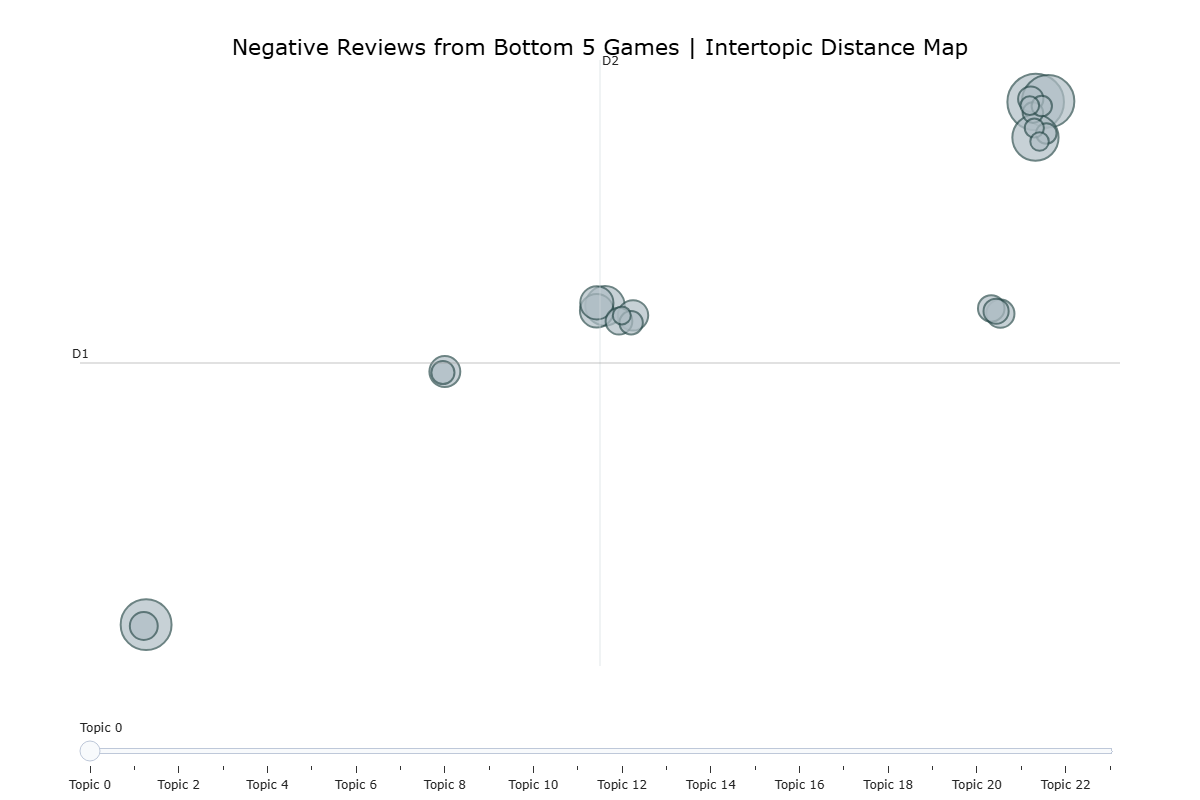 Negative Reviews from Bottom 5 Games | Intertopic Distance Map
D2
D1
Topic 0
Topic 0 Topic 2 Topic 4 Topic 6 Topic 8 Topic 10 Topic 12 Topic 14 Topic 16 Topic 18 Topic 20 Topic 22